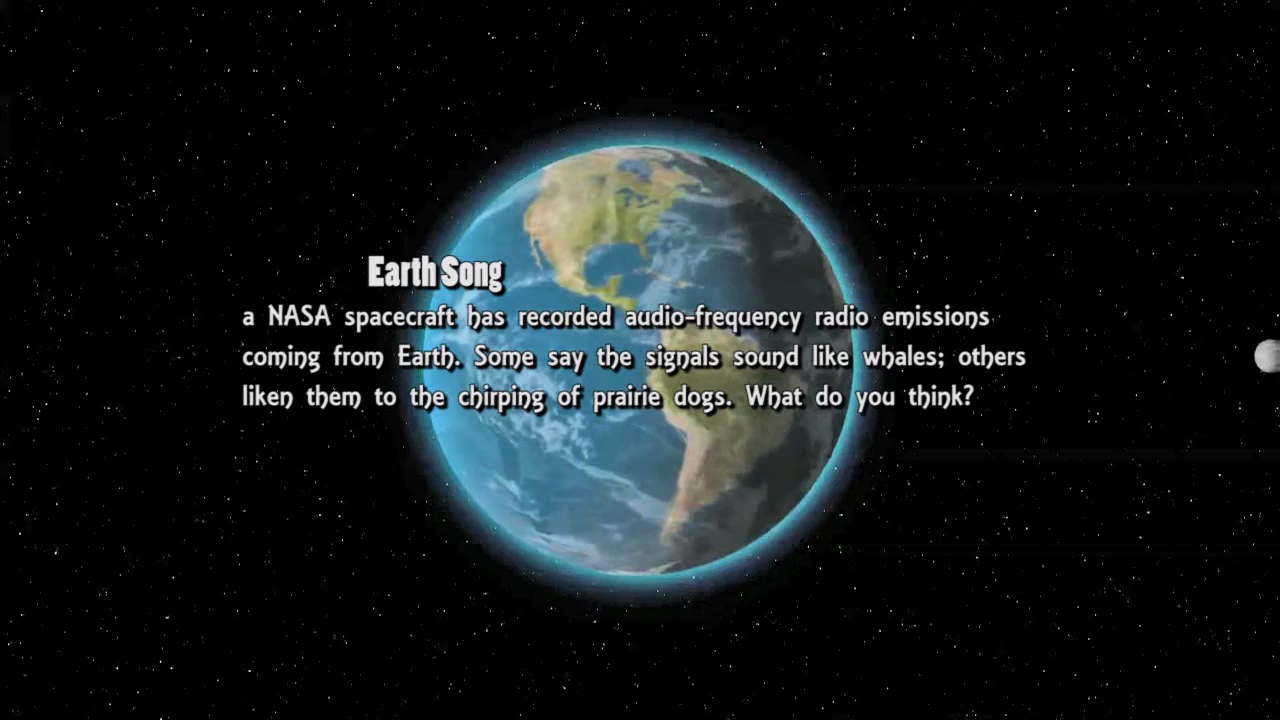 Earth Song
a NASA spacecraft has recorded audio-frequency radio emissions
coming from Earth. Some say the signals sound like whales; others
liken them to the chirping of prairie dogs. What do you think?